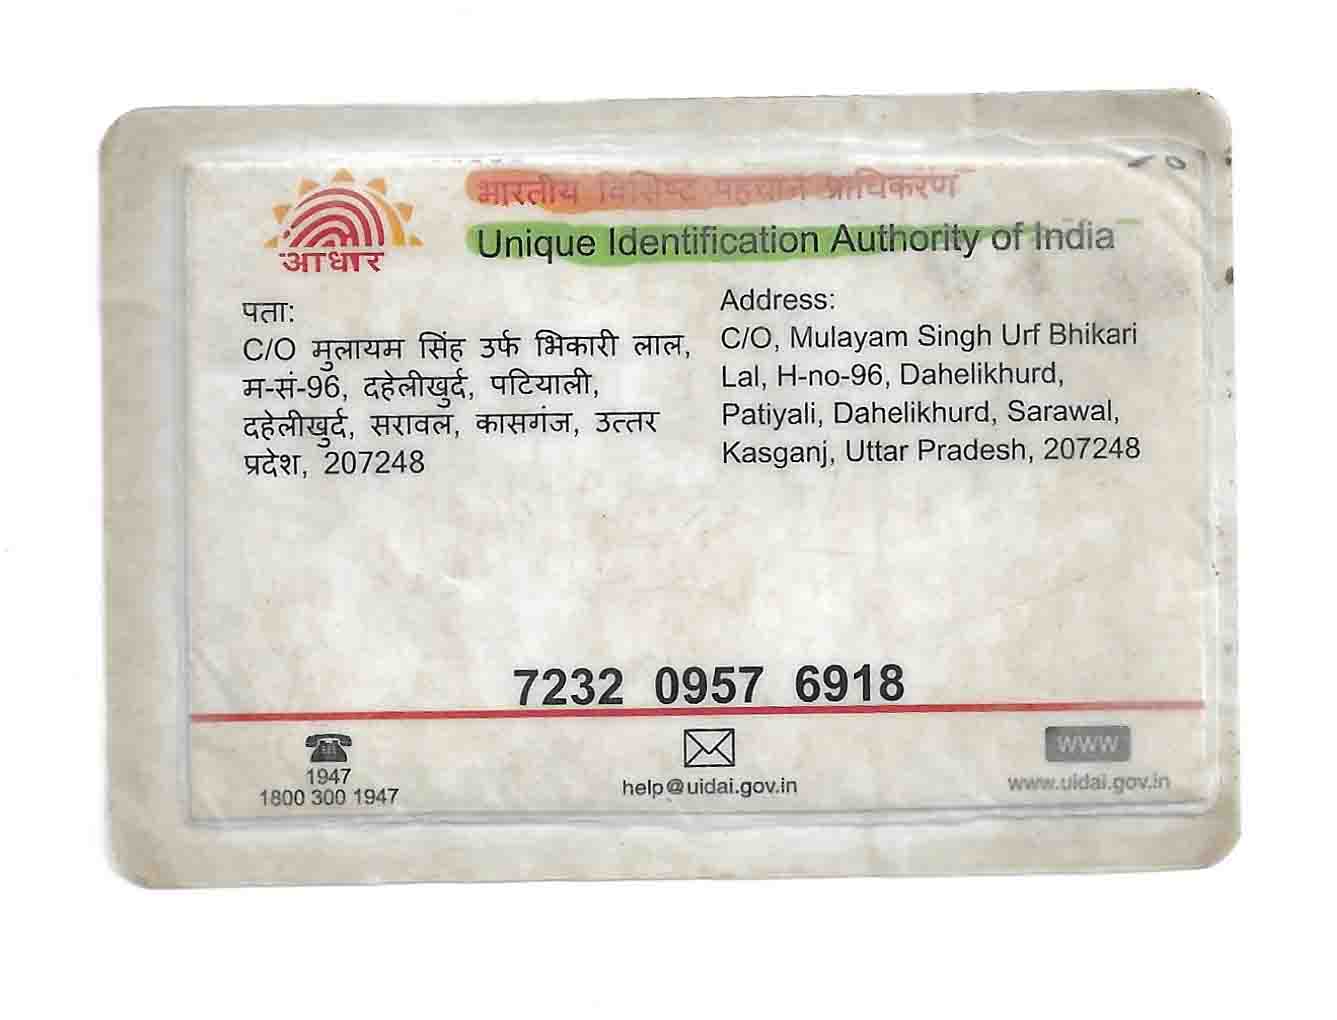 भारतीय विशिष्ट पहचान प्राधिकरण
Unique Identification Authority of India
आधार
पता:
C/O मुलायम सिंह उर्फ भिकारी लाल,
म-सं-96, दहेलीखुर्द, पटियाली,
दहेलीखुर्द, सरावल, कासगंज, उत्तर
प्रदेश, 207248
Address:
C/O, Mulayam Singh Urf Bhikari
Lal, H-no-96, Dahelikhurd,
Patiyali, Dahelikhurd, Sarawal,
Kasganj, Uttar Pradesh, 207248
7232 0957 6918
1947
1800 300 1947
help@uidai.gov.in
www
www.uidai.gov.in